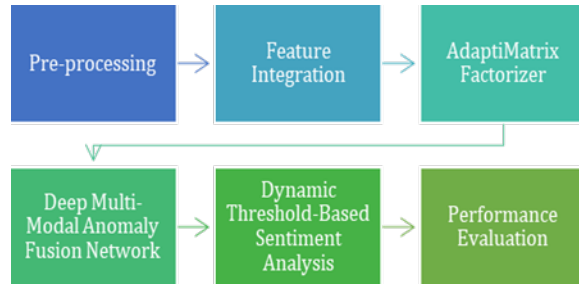 Pre-processing
Feature
Integration
AdaptiMatrix
Factorizer
Deep Multi-
Modal Anomaly
Fusion Network
Dynamic
Threshold-Based
Sentiment
Analysis
Performance
Evaluation